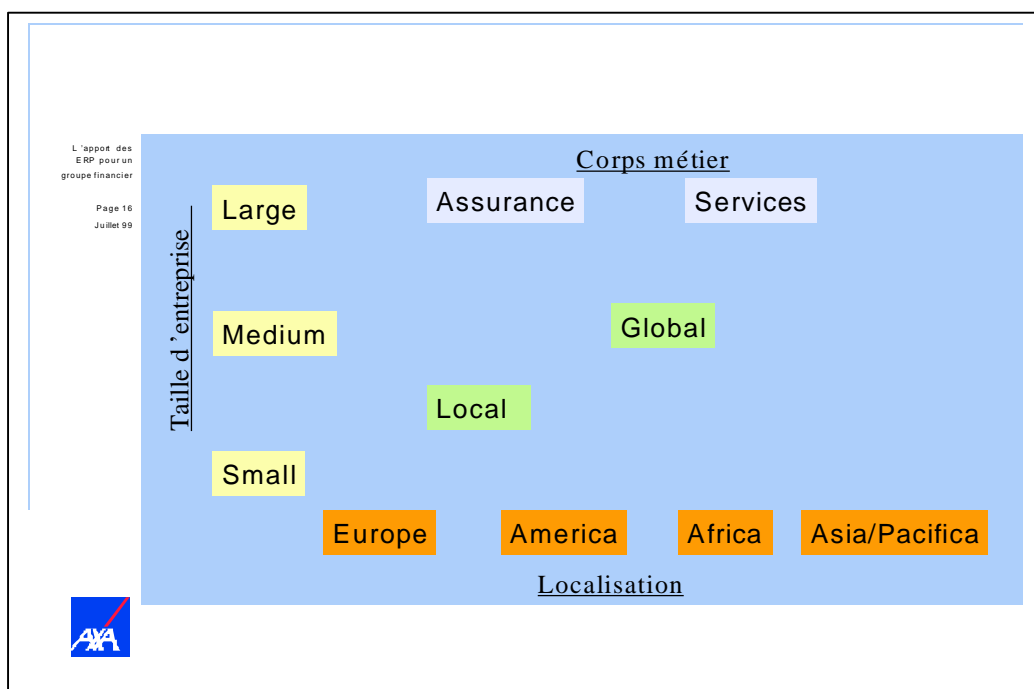 L 'apport des
ERP pour un
groupe financier
Page 16
Juillet 99
Corps métier
Large
Assurance
Services
Taille d 'entreprise
Medium
Global
Local
Small
Europe
America
Africa
Asia/Pacifica
Localisation
AXA